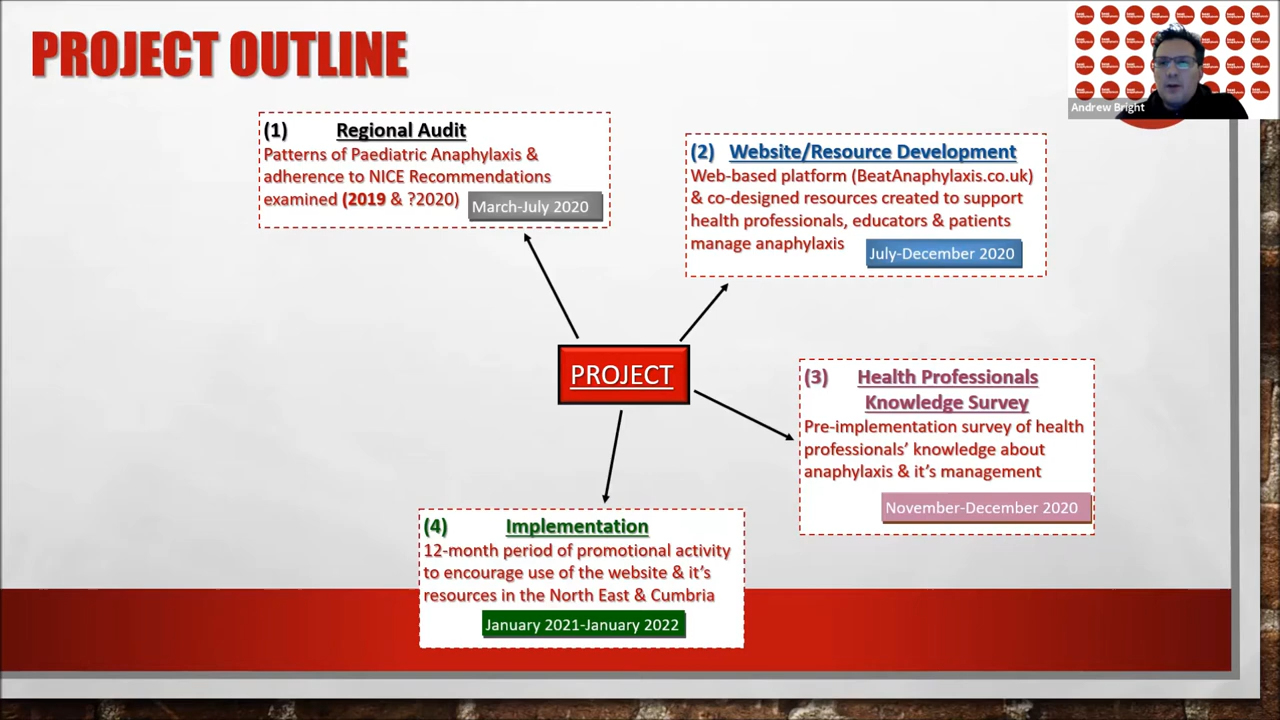 PROJECT OUTLINE
Andrew Bright
(1) Regional Audit
Patterns of Paediatric Anaphylaxis &
adherence to NICE Recommendations
examined (2019 & ?2020)
March-July 2020
(2) Website/Resource Development
Web-based platform (BeatAnaphylaxis.co.uk)
& co-designed resources created to support
health professionals, educators & patients
manage anaphylaxis
July-December 2020
PROJECT
(3) Health Professionals
Knowledge Survey
Pre-implementation survey of health
professionals' knowledge about
anaphylaxis & it's management
November-December 2020
(4) Implementation
12-month period of promotional activity
to encourage use of the website & it's
resources in the North East & Cumbria
January 2021-January 2022